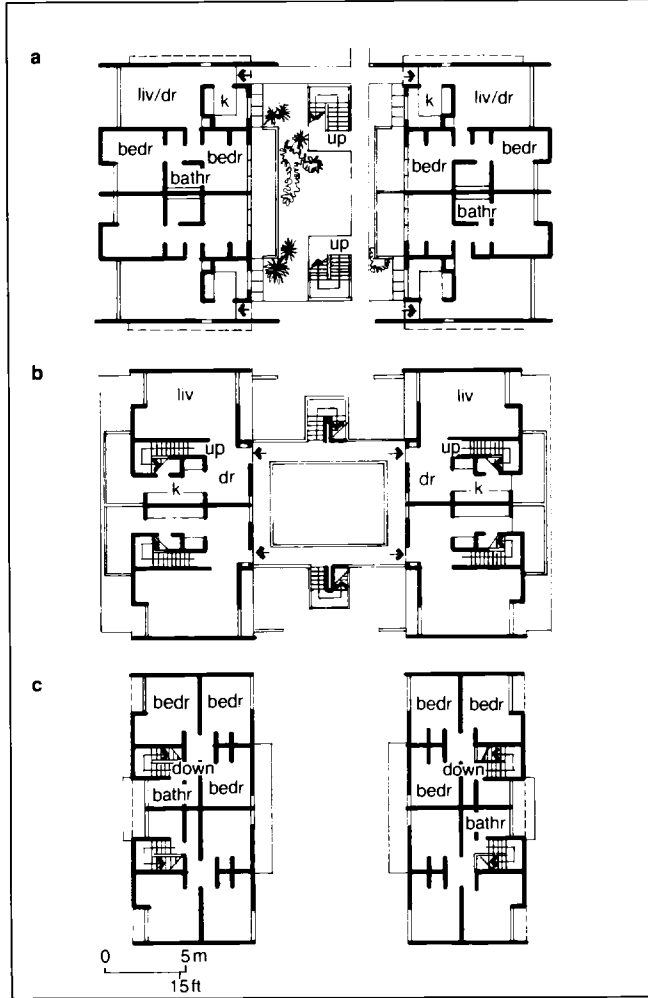 a
liv/dr k k liv/dr
up
bedr bedr bedr bedr
bathr bathr
up
b
liv liv
up up
dr dr
k k
c
bedr bedr bedr bedr
down down
bathr bedr bedr
bathr
0 5m
15ft